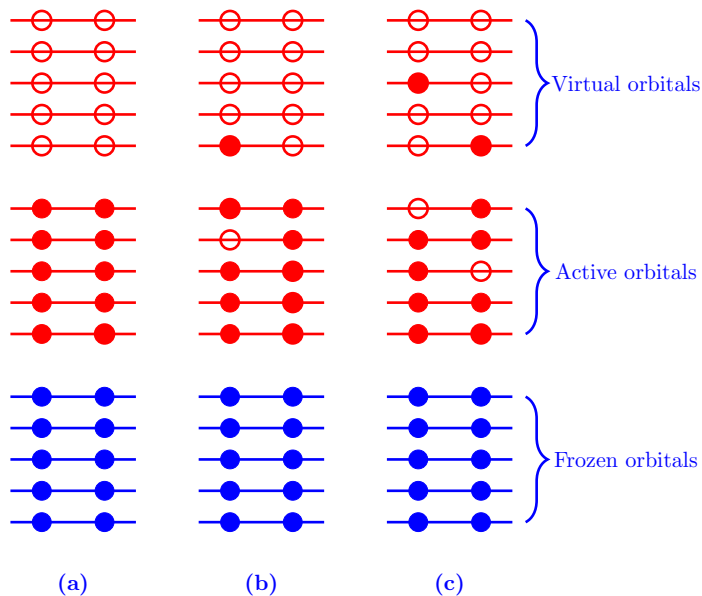 Virtual orbitals
Active orbitals
Frozen orbitals
(a) (b) (c)